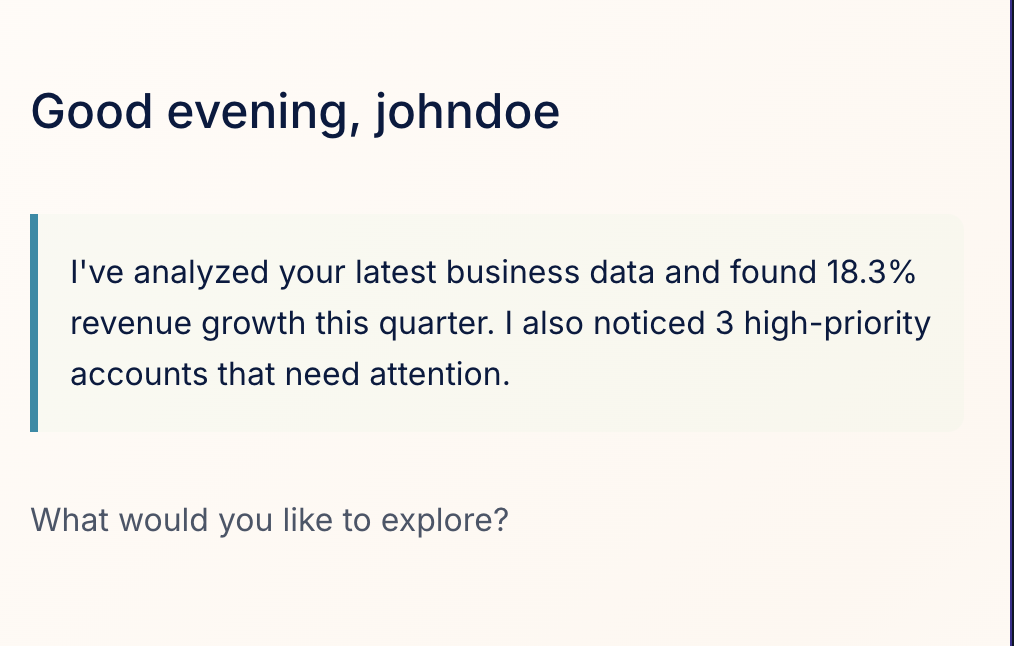 Good evening, johndoe
I've analyzed your latest business data and found 18.3%
revenue growth this quarter. I also noticed 3 high-priority
accounts that need attention.
What would you like to explore?